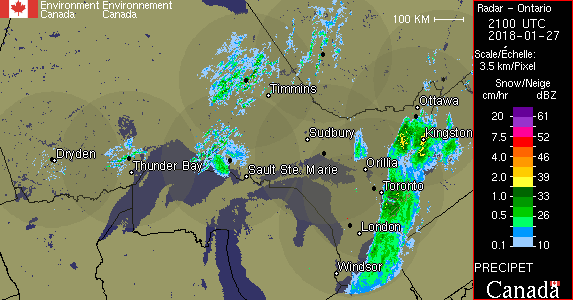 Environment Environnement
Canada Canada
100 KM
Timmins
Ottawa
Sudbury
Kingston
Dryden
Thunder Bay
Sault Ste. Marie
Orillia
Toronto
London
Windsor
Radar - Ontario
2100 UTC
2018-01-27
Scale/Échelle:
3.5 km/Pixel
Snow/Neige
cm/hr dBZ
20 61
7.5 52
4.0 46
2.0 39
1.0 33
0.5 26
0.1 10
PRECIPET
Canada